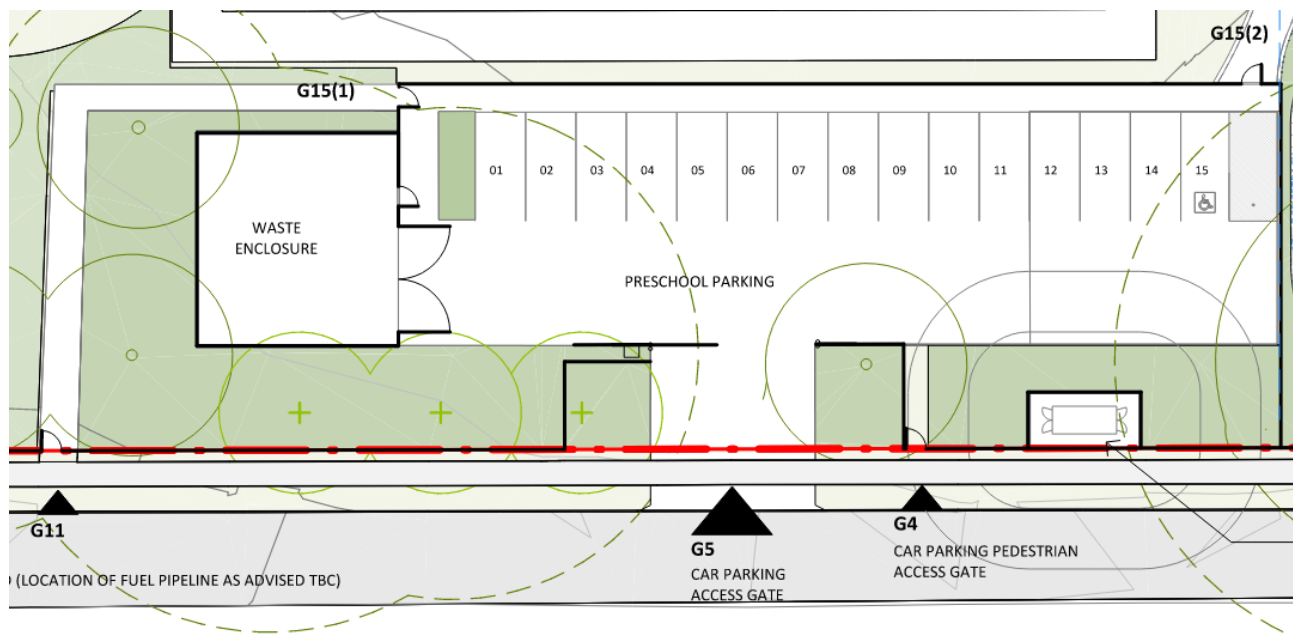 G15(2)
G15(1)
01 02 03 04 05 06 07 08 09 10 11 12 13 14 15
WASTE
ENCLOSURE
PRESCHOOL PARKING
G11
G5
CAR PARKING
ACCESS GATE
G4
CAR PARKING PEDESTRIAN
ACCESS GATE
(LOCATION OF FUEL PIPELINE AS ADVISED TBC)